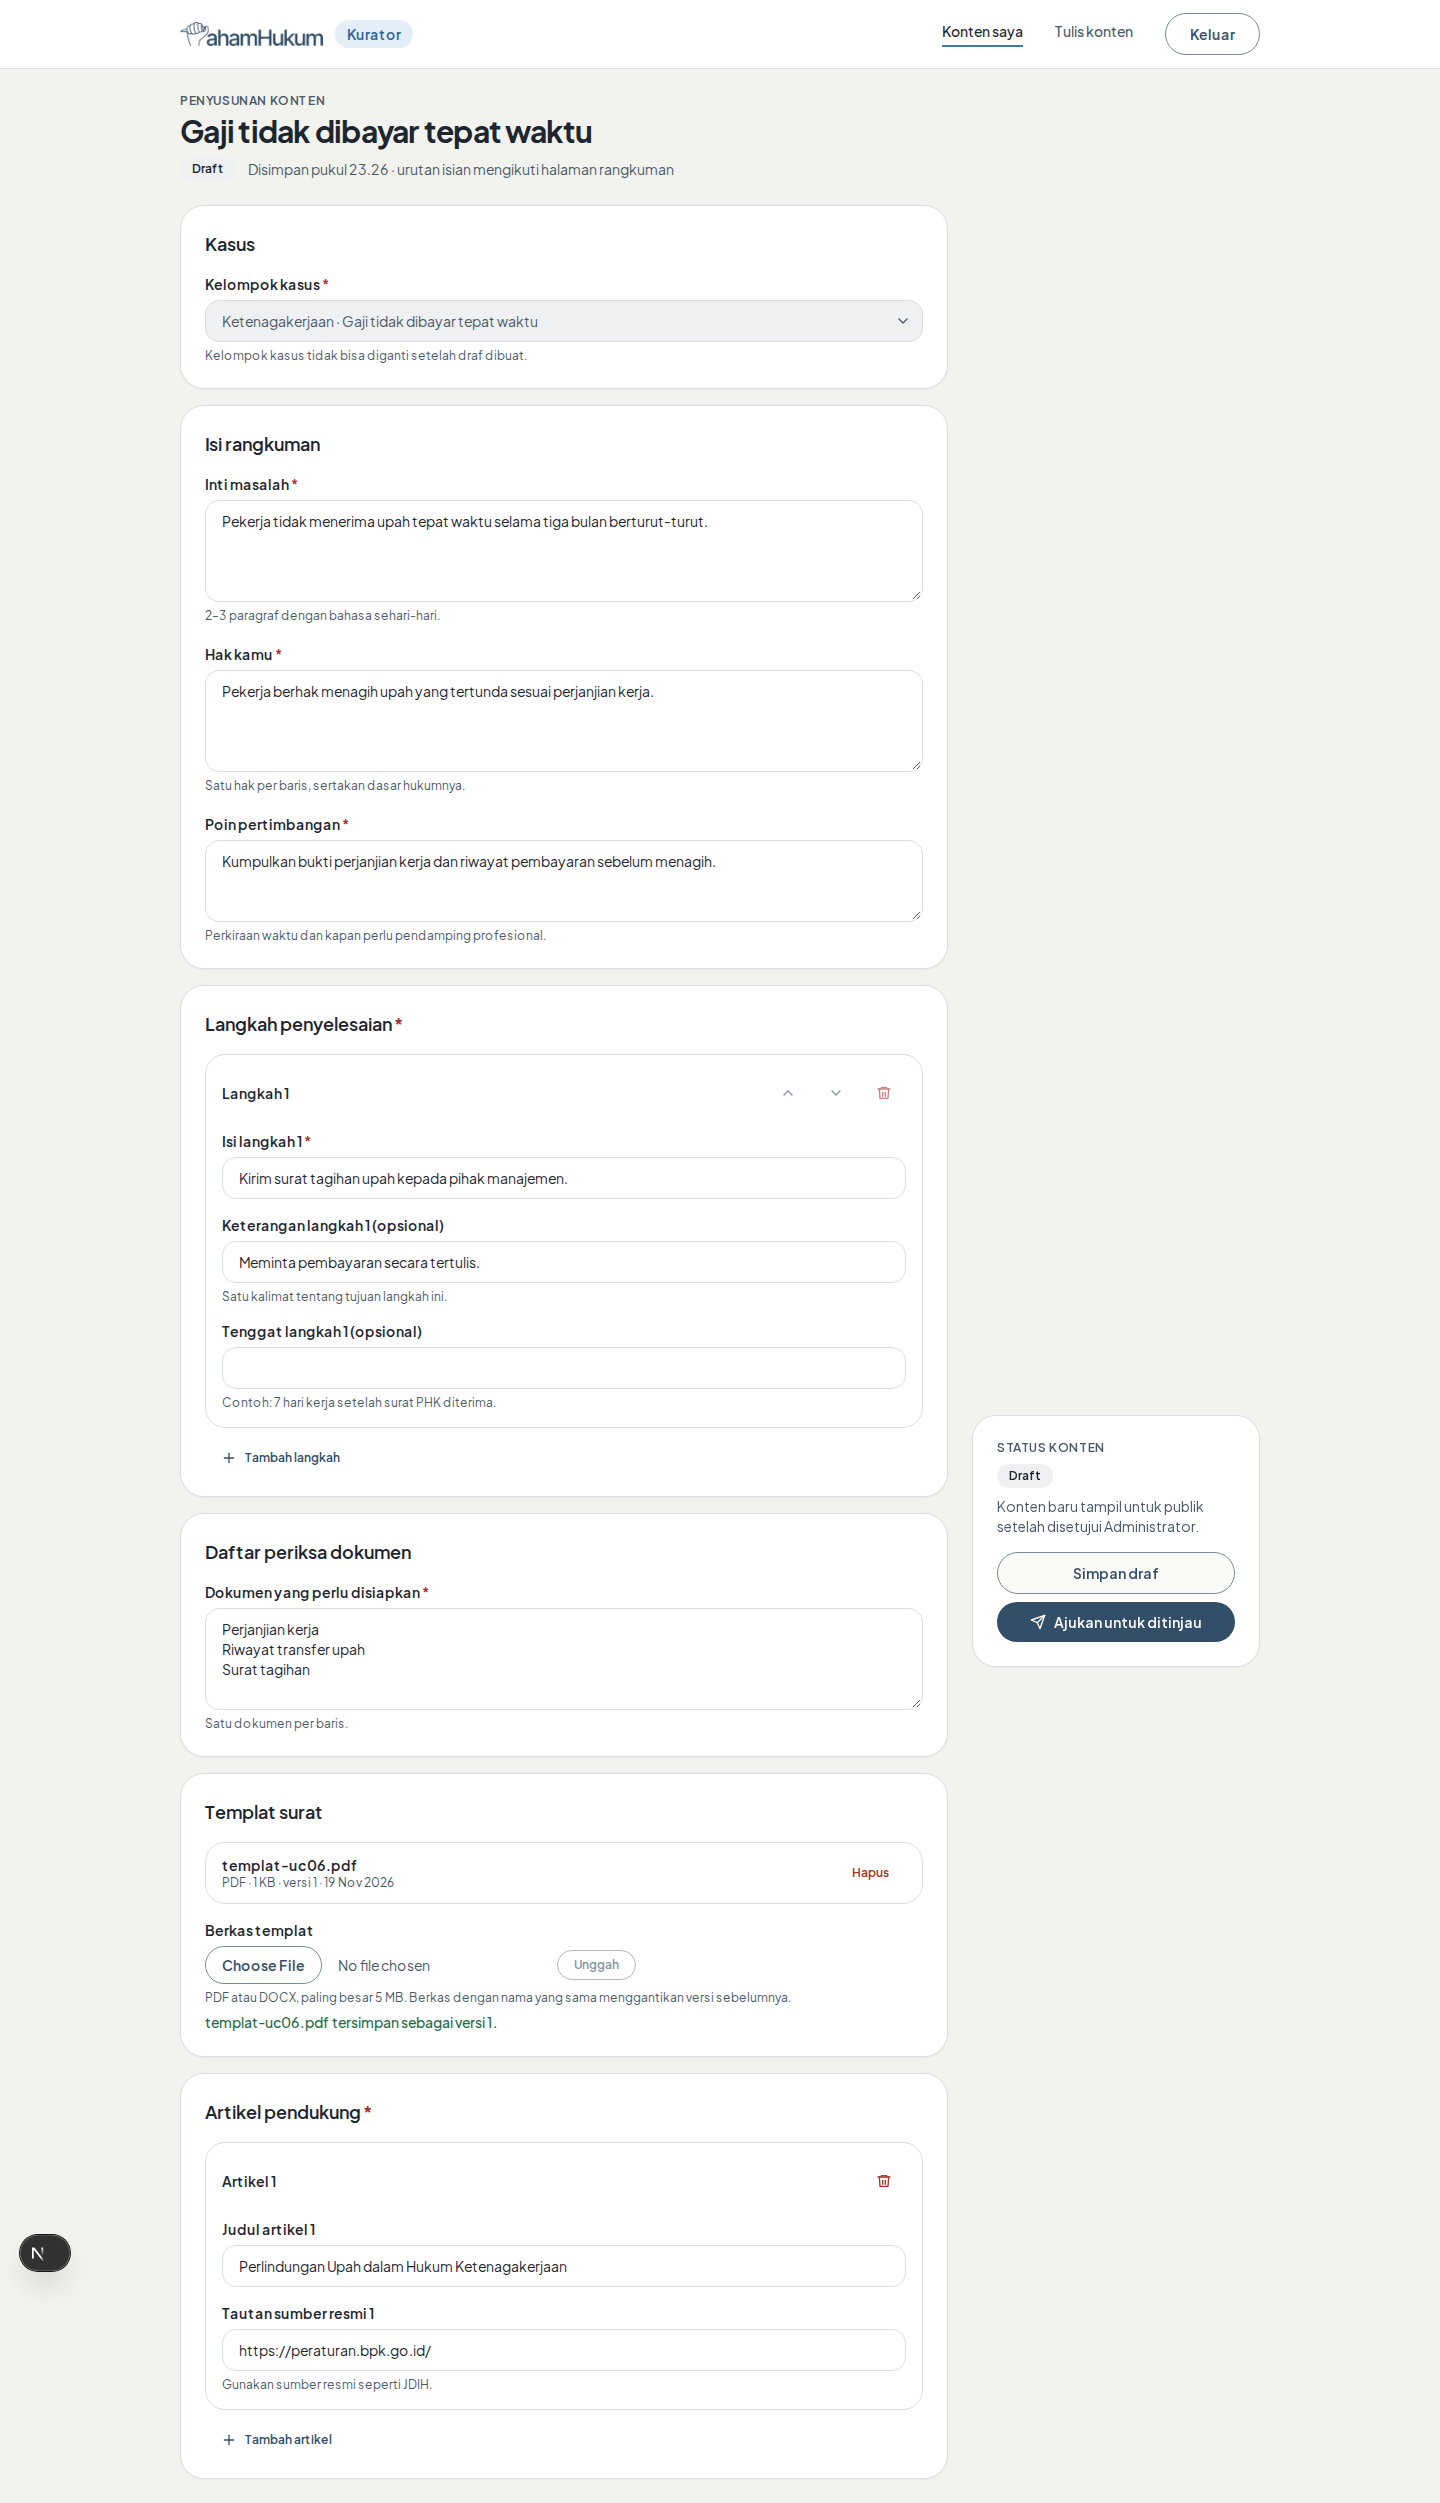 ahamHukum
Kurator
Konten saya
Tulis konten
Keluar
PENYUSUNAN KONTEN
Gaji tidak dibayar tepat waktu
Draft
Disimpan pukul 23.26 · urutan isian mengikuti halaman rangkuman
Kasus
Kelompok kasus *
Ketenagakerjaan · Gaji tidak dibayar tepat waktu
Kelompok kasus tidak bisa diganti setelah draf dibuat.
Isi rangkuman
Inti masalah *
Pekerja tidak menerima upah tepat waktu selama tiga bulan berturut-turut.
2–3 paragraf dengan bahasa sehari-hari.
Hak kamu *
Pekerja berhak menagih upah yang tertunda sesuai perjanjian kerja.
Satu hak per baris, sertakan dasar hukumnya.
Poin pertimbangan *
Kumpulkan bukti perjanjian kerja dan riwayat pembayaran sebelum menagih.
Perkiraan waktu dan kapan perlu pendamping profesional.
Langkah penyelesaian *
Langkah 1
Isi langkah 1 *
Kirim surat tagihan upah kepada pihak manajemen.
Keterangan langkah 1 (opsional)
Meminta pembayaran secara tertulis.
Satu kalimat tentang tujuan langkah ini.
Tenggat langkah 1 (opsional)
Contoh: 7 hari kerja setelah surat PHK diterima.
Tambah langkah
STATUS KONTEN
Draft
Konten baru tampil untuk publik
setelah disetujui Administrator.
Simpan draf
Ajukan untuk ditinjau
Daftar periksa dokumen
Dokumen yang perlu disiapkan *
Perjanjian kerja
Riwayat transfer upah
Surat tagihan
Satu dokumen per baris.
Templat surat
templat-uc06.pdf
PDF · 1 KB · versi 1 · 19 Nov 2026
Hapus
Berkas templat
Choose File
No file chosen
Unggah
PDF atau DOCX, paling besar 5 MB. Berkas dengan nama yang sama menggantikan versi sebelumnya.
templat-uc06.pdf tersimpan sebagai versi 1.
Artikel pendukung *
Artikel 1
Judul artikel 1
Perlindungan Upah dalam Hukum Ketenagakerjaan
Tautan sumber resmi 1
https://peraturan.bpk.go.id/
Gunakan sumber resmi seperti JDIH.
Tambah artikel
N